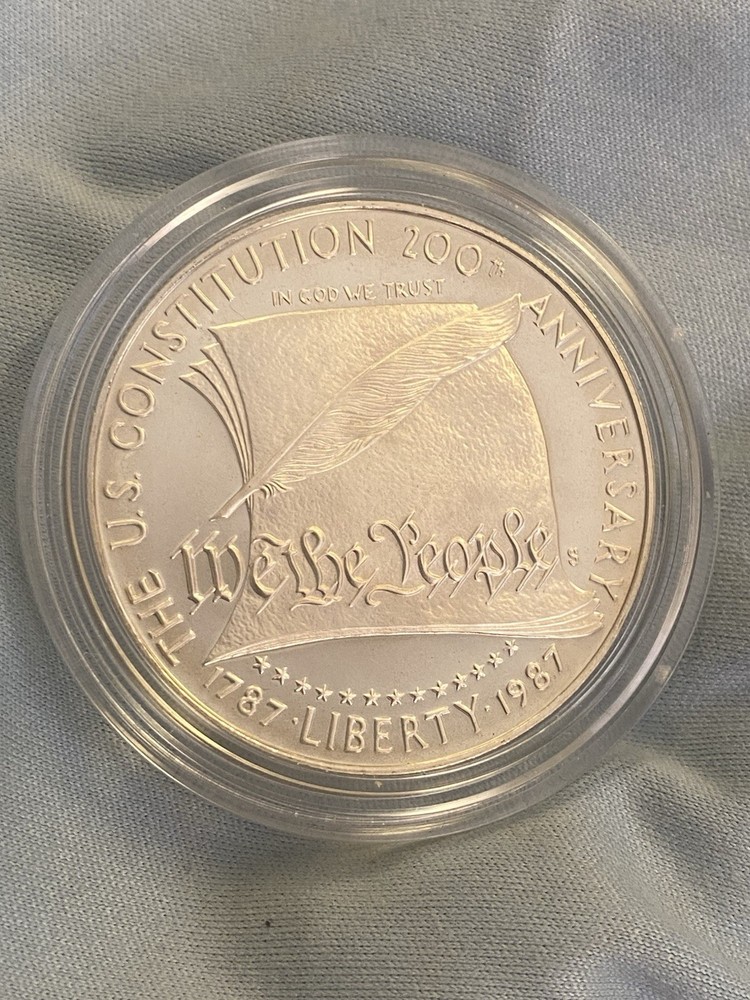 THE U.S. CONSTITUTION 200TH ANNIVERSARY
IN GOD WE TRUST
We the People
S
1787 · LIBERTY · 1987